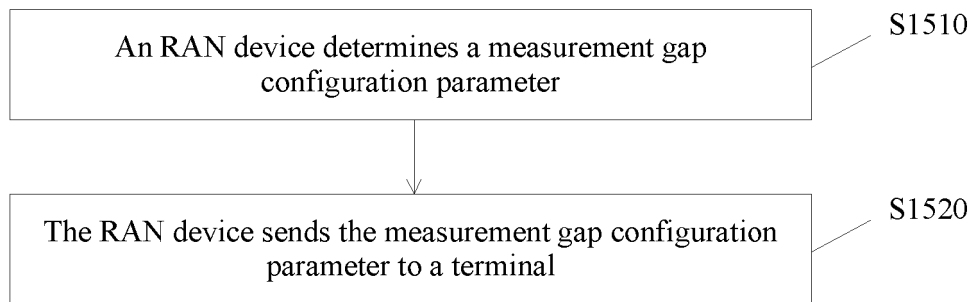 An RAN device determines a measurement gap
configuration parameter
S1510
The RAN device sends the measurement gap configuration
parameter to a terminal
S1520